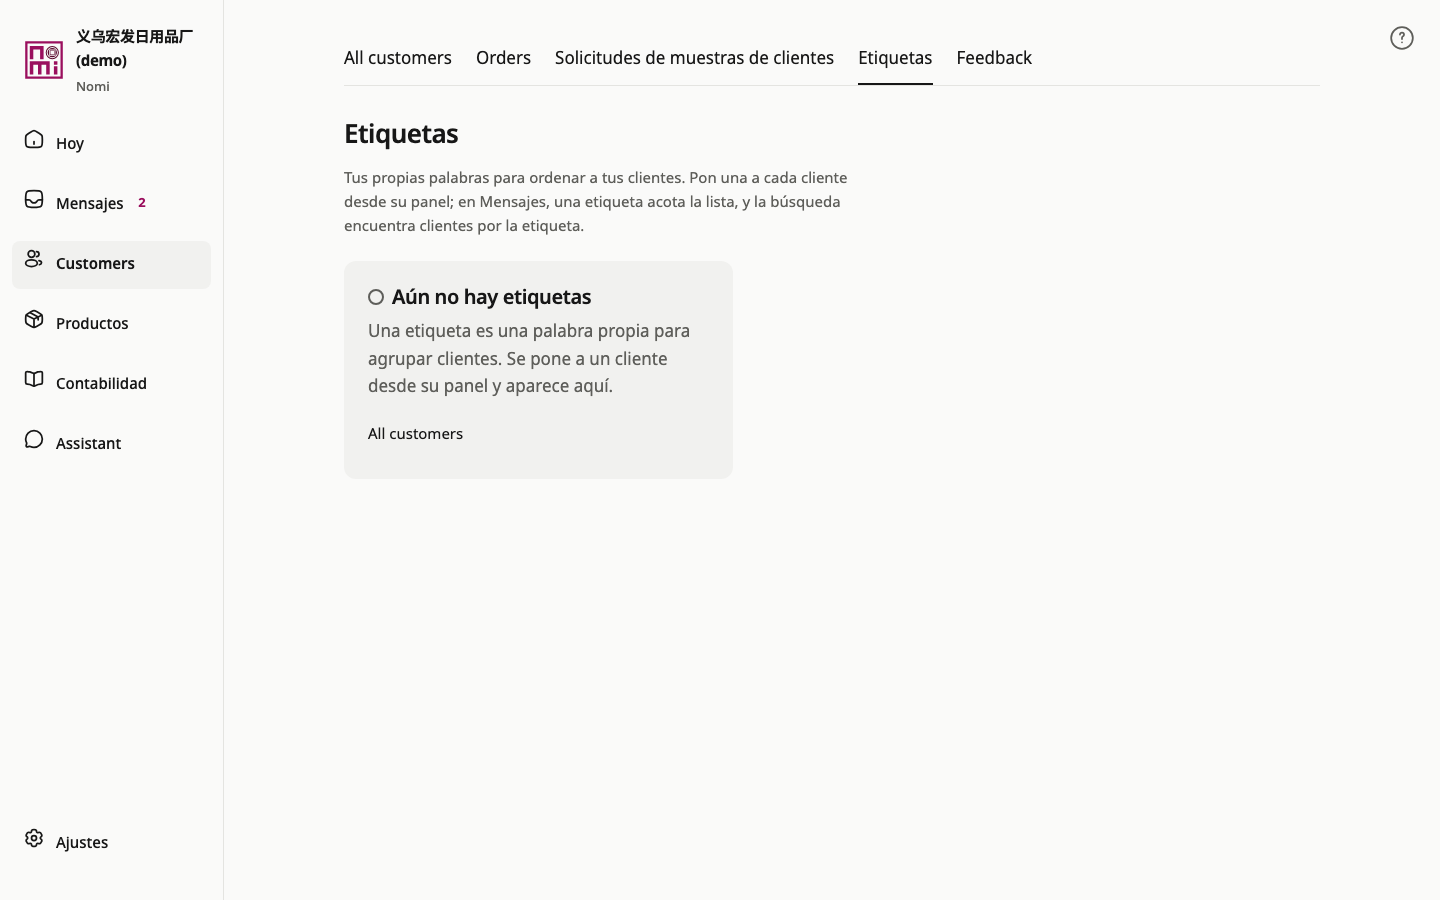 义乌宏发日用品厂
(demo)
Nomi
Hoy
Mensajes 2
Customers
Productos
Contabilidad
Assistant
Ajustes
All customers Orders Solicitudes de muestras de clientes Etiquetas Feedback
Etiquetas
Tus propias palabras para ordenar a tus clientes. Pon una a cada cliente
desde su panel; en Mensajes, una etiqueta acota la lista, y la búsqueda
encuentra clientes por la etiqueta.
Aún no hay etiquetas
Una etiqueta es una palabra propia para
agrupar clientes. Se pone a un cliente
desde su panel y aparece aquí.
All customers